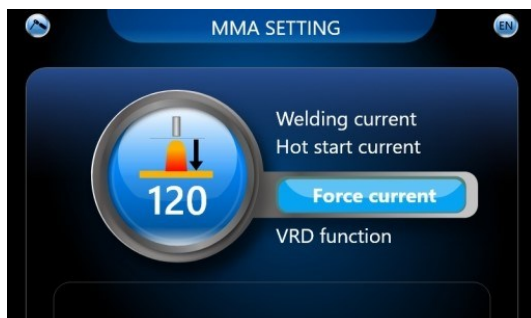 MMA SETTING
EN
Welding current
Hot start current
120
Force current
VRD function